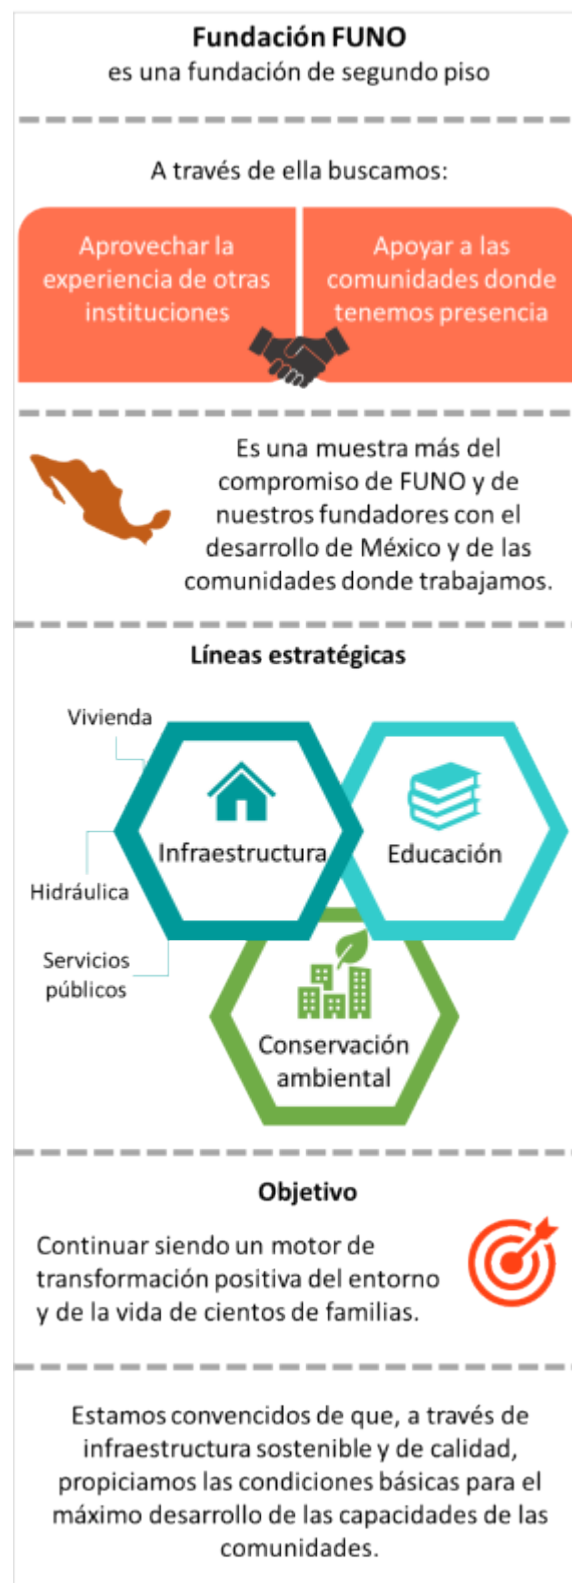 Fundación FUNO
es una fundación de segundo piso
A través de ella buscamos:
Aprovechar la
experiencia de otras
instituciones
Apoyar a las
comunidades donde
tenemos presencia
Es una muestra más del
compromiso de FUNO y de
nuestros fundadores con el
desarrollo de México y de las
comunidades donde trabajamos.
Líneas estratégicas
Vivienda
Hidráulica
Servicios
públicos
Infraestructura
Educación
Conservación
ambiental
Objetivo
Continuar siendo un motor de
transformación positiva del entorno
y de la vida de cientos de familias.
Estamos convencidos de que, a través de
infraestructura sostenible y de calidad,
propiciamos las condiciones básicas para el
máximo desarrollo de las capacidades de las
comunidades.